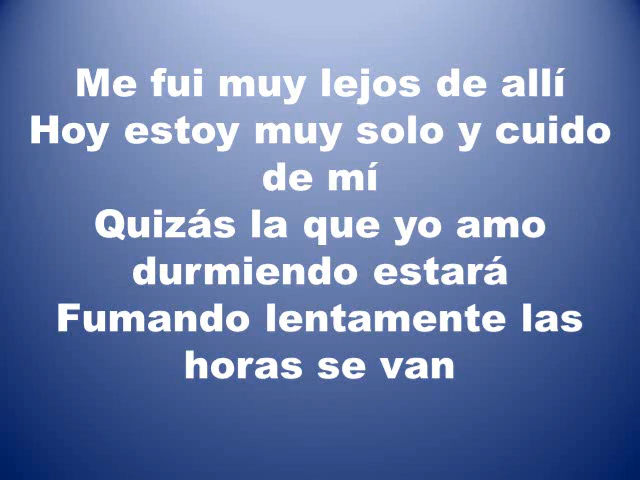 Me fui muy lejos de allí
Hoy estoy muy solo y cuido
de mí
Quizás la que yo amo
durmiendo estará
Fumando lentamente las
horas se van